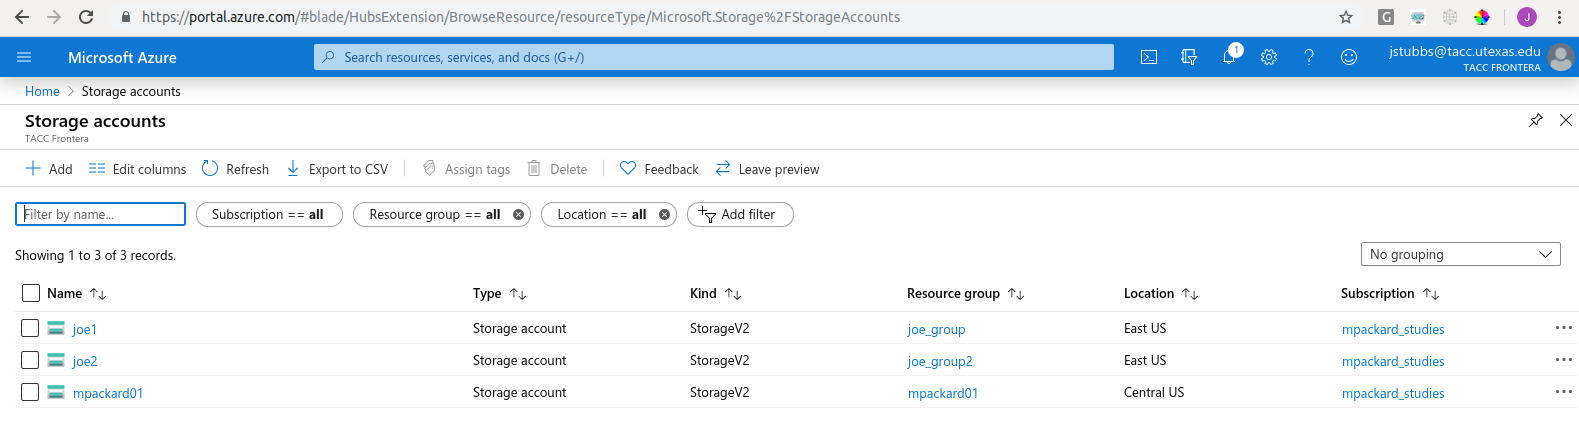 https://portal.azure.com/#blade/HubsExtension/BrowseResource/resourceType/Microsoft.Storage%2FStorageAccounts
G
J
Microsoft Azure
Search resources, services, and docs (G+/)
1
jstubbs@tacc.utexas.edu
TACC FRONTERA
Home > Storage accounts
Storage accounts
TACC Frontera
Add Edit columns Refresh Export to CSV Assign tags Delete Feedback Leave preview
Filter by name... Subscription == all Resource group == all Location == all Add filter
Showing 1 to 3 of 3 records.
No grouping
Name Type Kind Resource group Location Subscription
joe1 Storage account StorageV2 joe_group East US mpackard_studies
joe2 Storage account StorageV2 joe_group2 East US mpackard_studies
mpackard01 Storage account StorageV2 mpackard01 Central US mpackard_studies